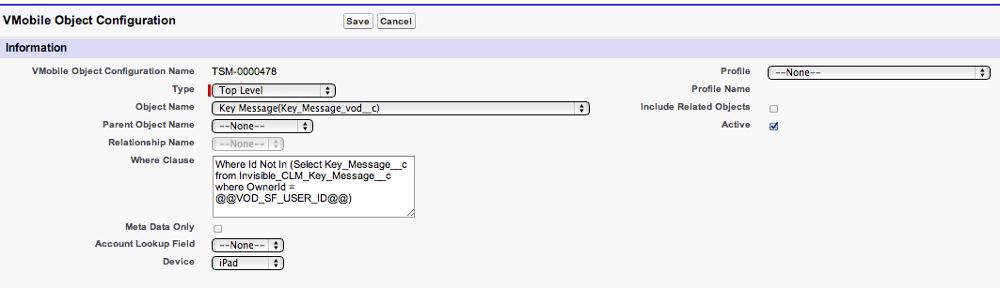 VMobile Object Configuration
Save Cancel
Information
VMobile Object Configuration Name TSM-0000478 Profile --None--
Type Top Level Profile Name
Object Name Key Message(Key_Message_vod__c) Include Related Objects
Parent Object Name --None-- Active
Relationship Name --None--
Where Clause Where Id Not In (Select Key_Message__c
from Invisible_CLM_Key_Message__c
where OwnerId =
@@VOD_SF_USER_ID@@)
Meta Data Only
Account Lookup Field --None--
Device iPad